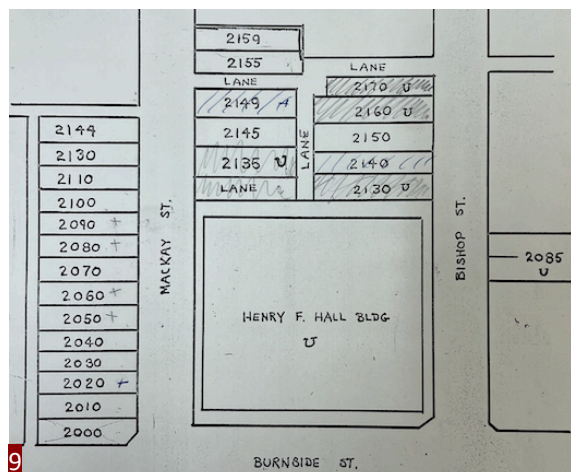 2159
2155
LANE
2149 A
2145
2135 U
LANE
LANE
LANE
2170 U
2160 U
2150
2140
2130 U
2144
2130
2110
2100
2090 +
2080 +
2070
2060 +
2050 +
2040
2030
2020 +
2010
2000
MACKAY ST.
HENRY F. HALL BLDG
U
BISHOP ST.
2085
U
BURNSIDE ST.
9